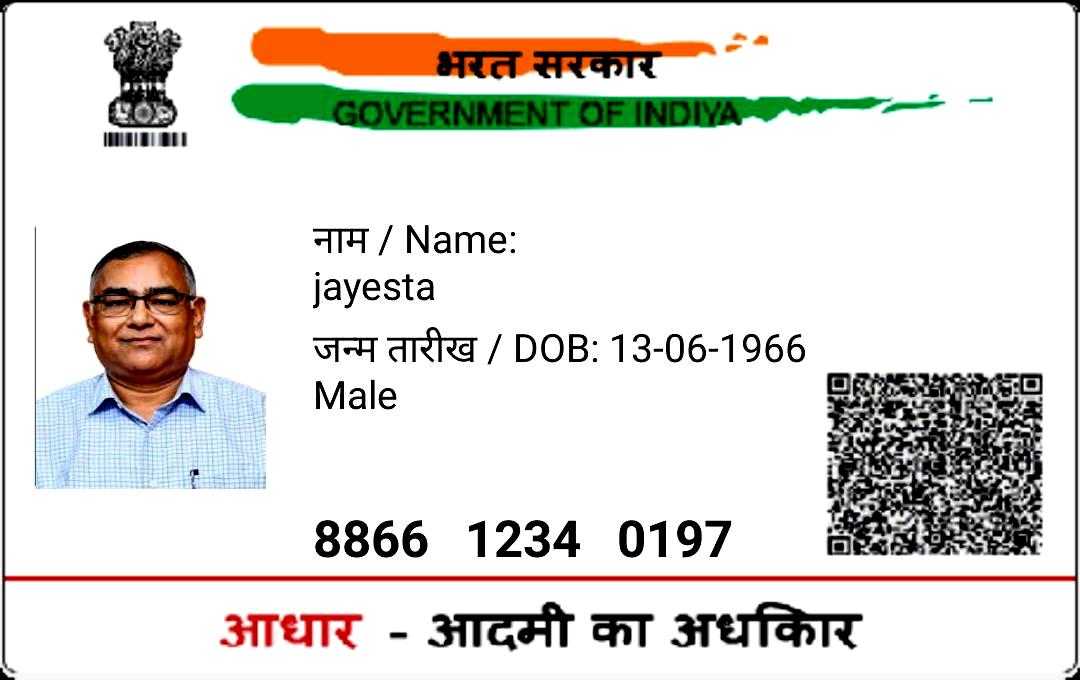 भरत सरकार
GOVERNMENT OF INDIYA
नाम / Name:
jayesta
जन्म तारीख / DOB: 13-06-1966
Male
8866 1234 0197
आधार - आदमी का अधकिार